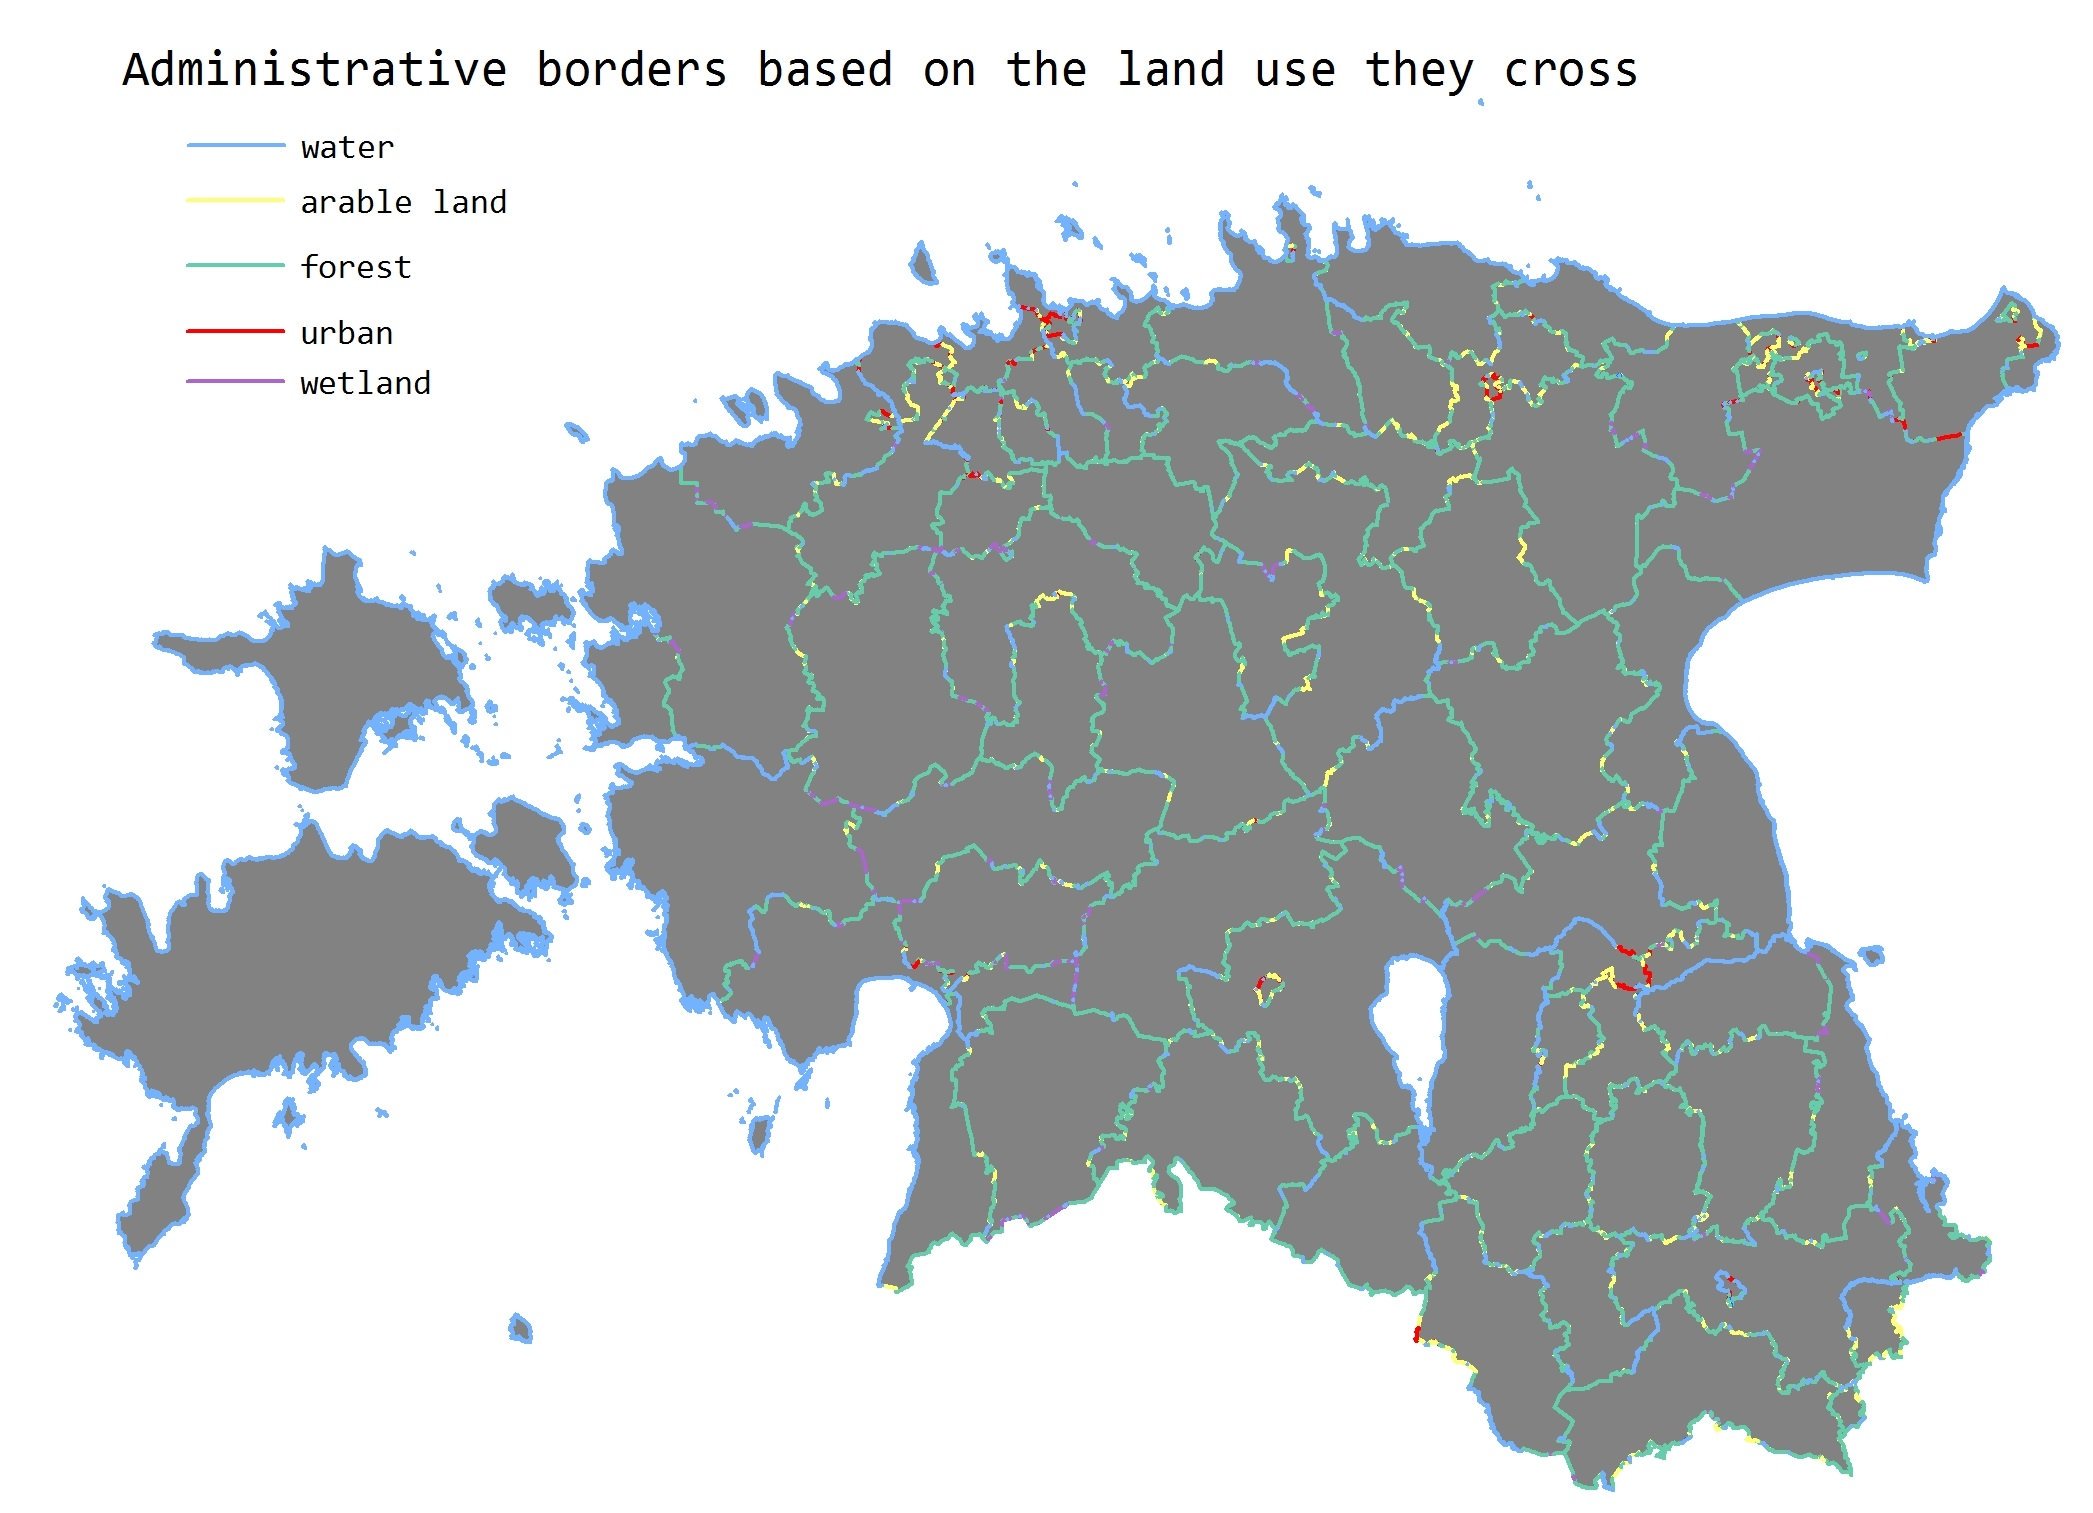 Administrative borders based on the land use they cross
water
arable land
forest
urban
wetland